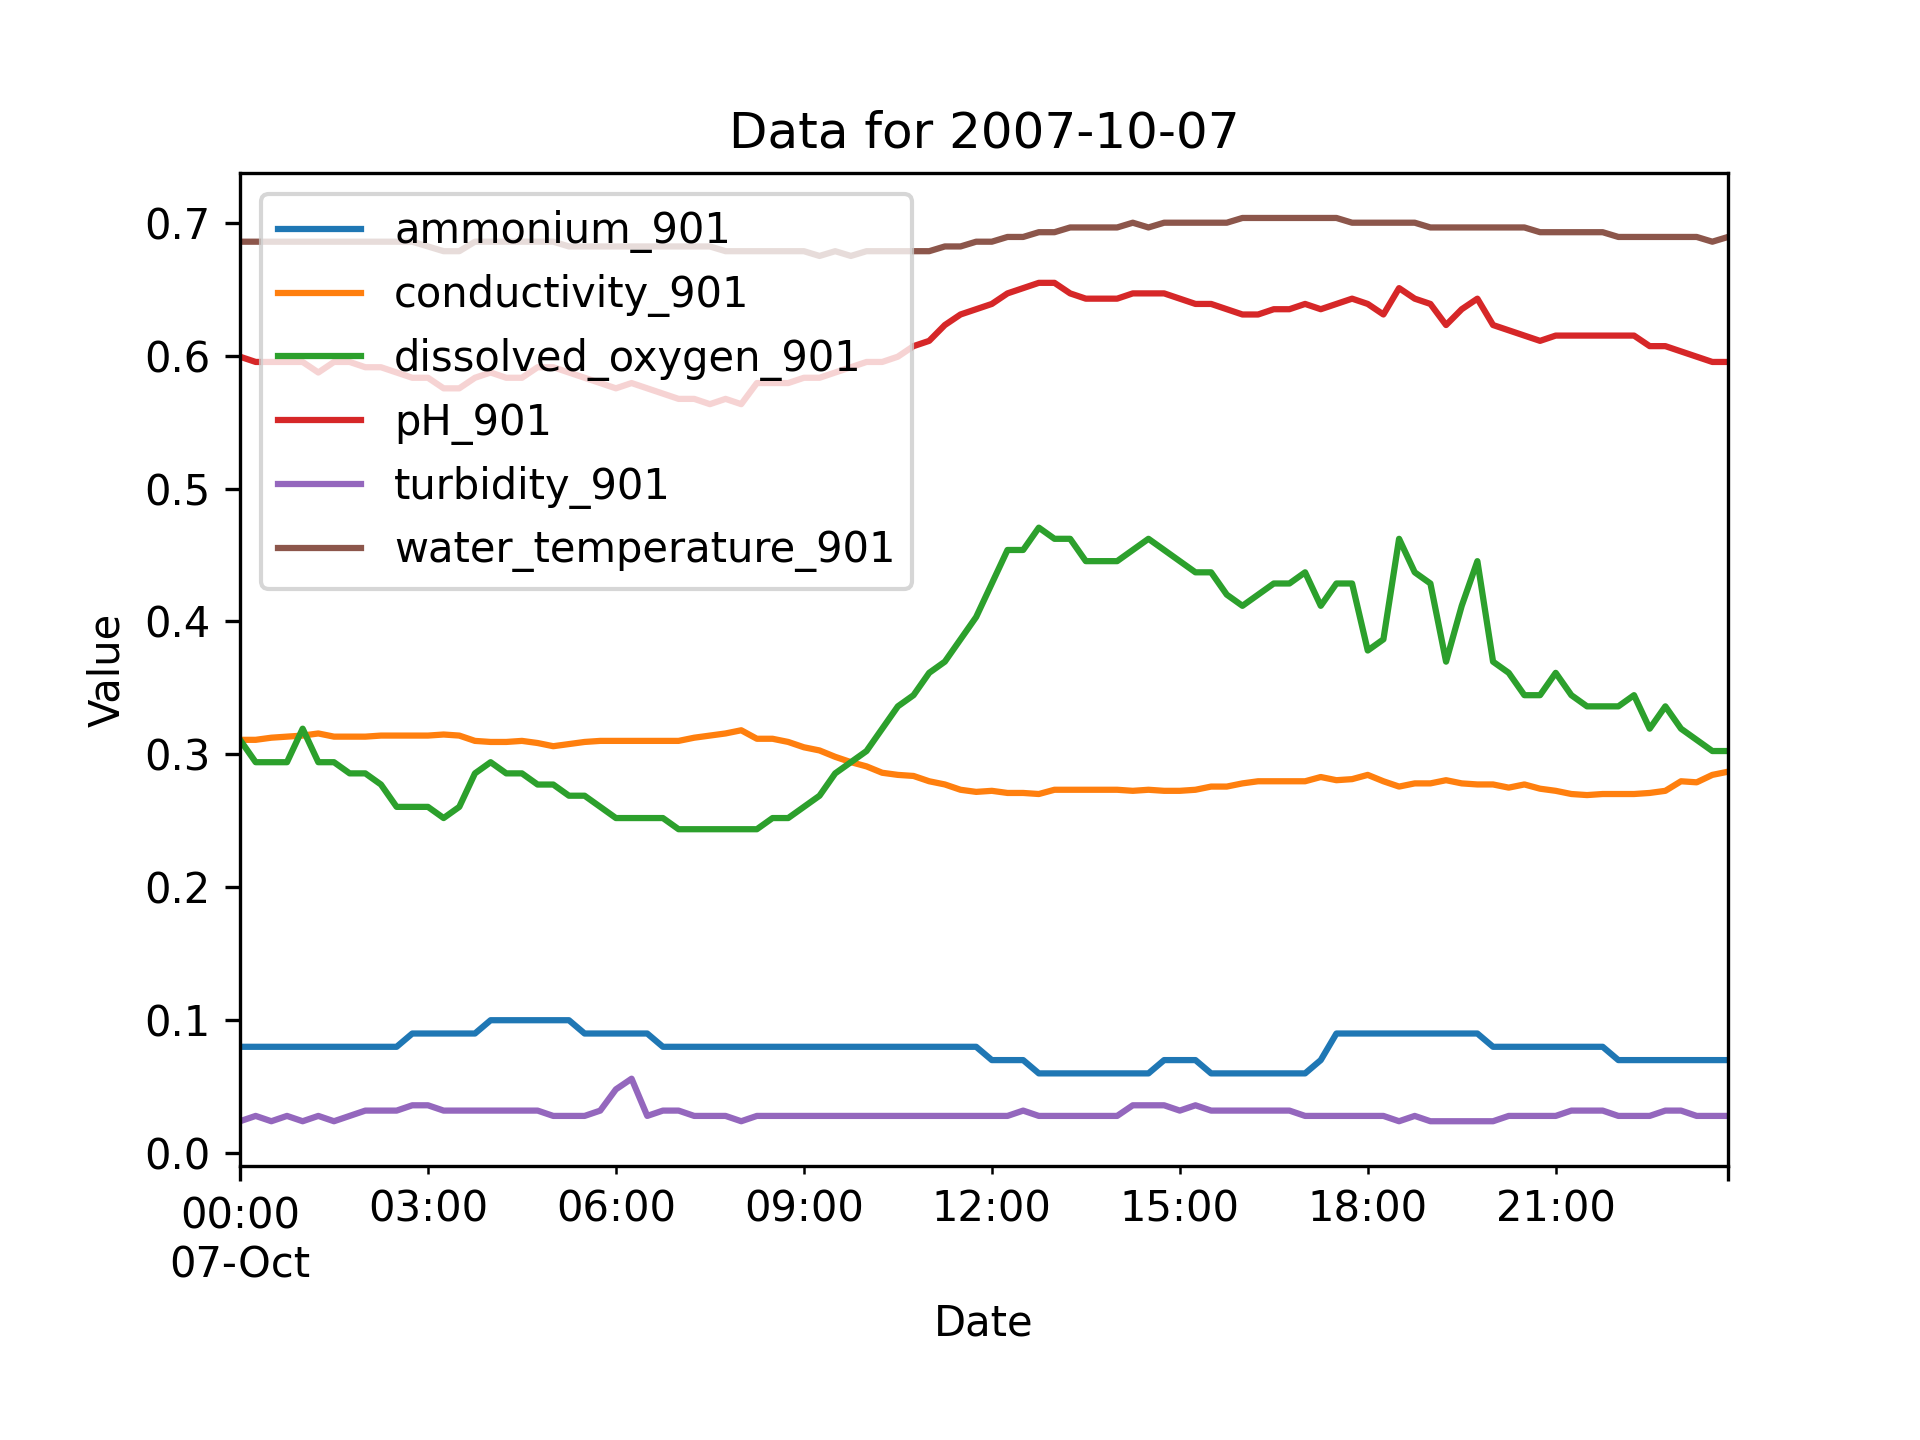 Data for 2007-10-07
ammonium_901
conductivity_901
dissolved_oxygen_901
pH_901
turbidity_901
water_temperature_901
Value
0.7
0.6
0.5
0.4
0.3
0.2
0.1
0.0
00:00 03:00 06:00 09:00 12:00 15:00 18:00 21:00
07-Oct
Date